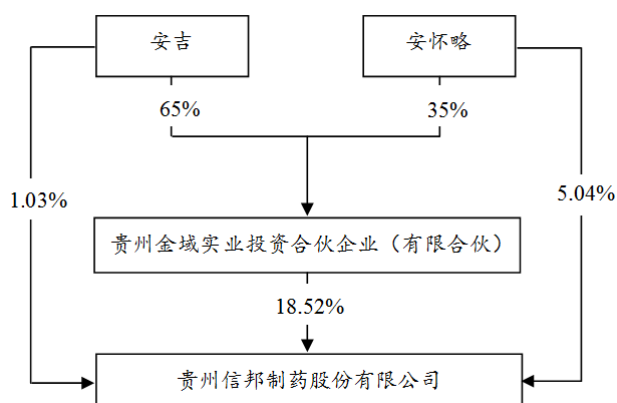 安吉
安怀略
65%
35%
1.03%
5.04%
贵州金域实业投资合伙企业（有限合伙）
18.52%
贵州信邦制药股份有限公司